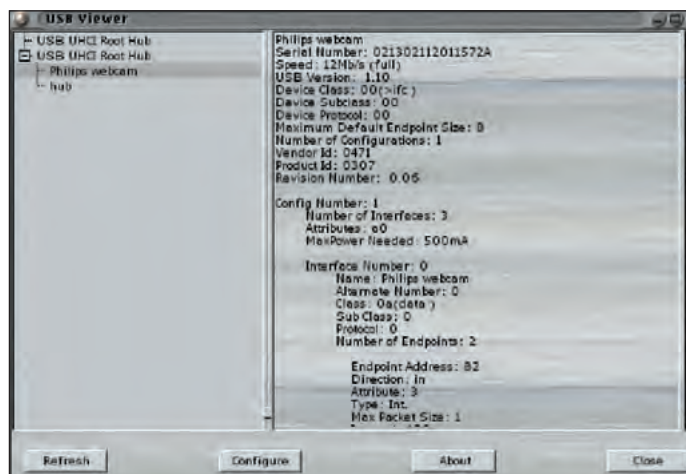 USB Viewer
USB UHCI Root Hub
USB UHCI Root Hub
Philips webcam
hub
Philips webcam
Serial Number: 021302112011572A
Speed: 12Mb/s (full)
USB Version: 1.10
Device Class: 00(>ifc )
Device Subclass: 00
Device Protocol: 00
Maximum Default Endpoint Size: 8
Number of Configurations: 1
Vendor Id: 0471
Product Id: 0307
Revision Number: 0.06
Config Number: 1
Number of Interfaces: 3
Attributes: a0
MaxPower Needed: 500mA
Interface Number: 0
Name: Philips webcam
Alternate Number: 0
Class: 0a(data )
Sub Class: 0
Protocol: 0
Number of Endpoints: 2
Endpoint Address: 82
Direction: in
Attribute: 3
Type: Int.
Max Packet Size: 1
Refresh
Configure
About
Close